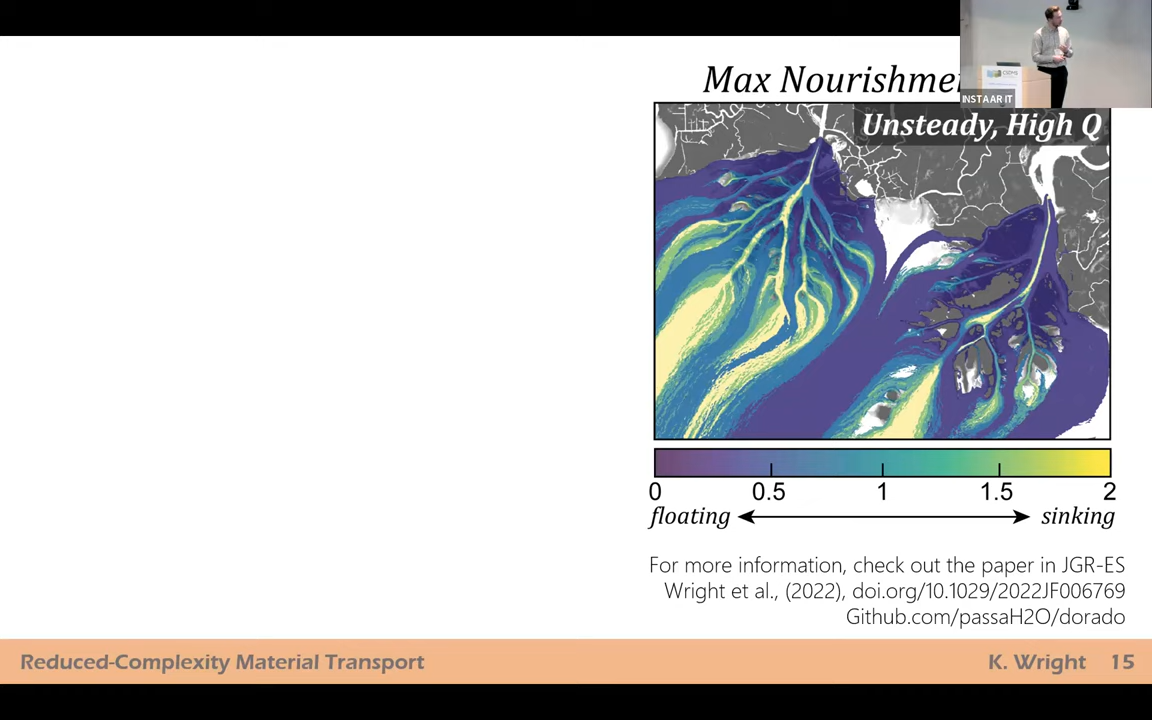 Max Nourishme
INSTAAR IT
Unsteady, High Q
0 0.5 1 1.5 2
floating sinking
For more information, check out the paper in JGR-ES
Wright et al., (2022), doi.org/10.1029/2022JF006769
Github.com/passaH2O/dorado
Reduced-Complexity Material Transport
K. Wright 15